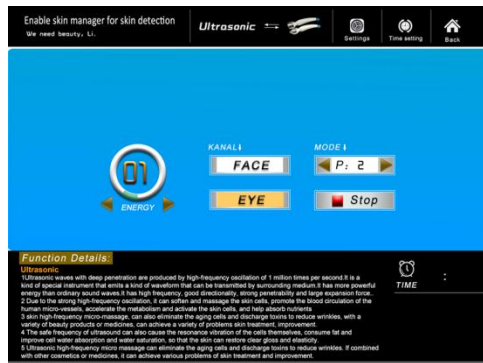 Enable skin manager for skin detection
We need beauty, Li.
Ultrasonic
Settings
Time setting
Back
KANAL
MODE
01
FACE
P: 2
ENERGY
EYE
Stop
Function Details:
Ultrasonic
1Ultrasonic waves with deep penetration are produced by high-frequency oscillation of 1 million times per second.It is a
kind of special instrument that emits a kind of waveform that can be transmitted by surrounding medium.It has more powerful
energy than ordinary sound waves.It has high frequency, good directionality, strong penetrability and large expansion force..
2 Due to the strong high-frequency oscillation, it can soften and massage the skin cells, promote the blood circulation of the
human micro-vessels, accelerate the metabolism and activate the skin cells, and help absorb nutrients
3 skin high-frequency micro-massage, can also eliminate the aging cells and discharge toxins to reduce wrinkles, with a
variety of beauty products or medicines, can achieve a variety of problems skin treatment, improvement.
4 The safe frequency of ultrasound can also cause the resonance vibration of the cells themselves, consume fat and
improve cell water absorption and water saturation, so that the skin can restore clear gloss and elasticity.
5 Ultrasonic high-frequency micro massage can eliminate the aging cells and discharge toxins to reduce wrinkles. If combined
with other cosmetics or medicines, it can achieve various problems of skin treatment and improvement.
TIME
: